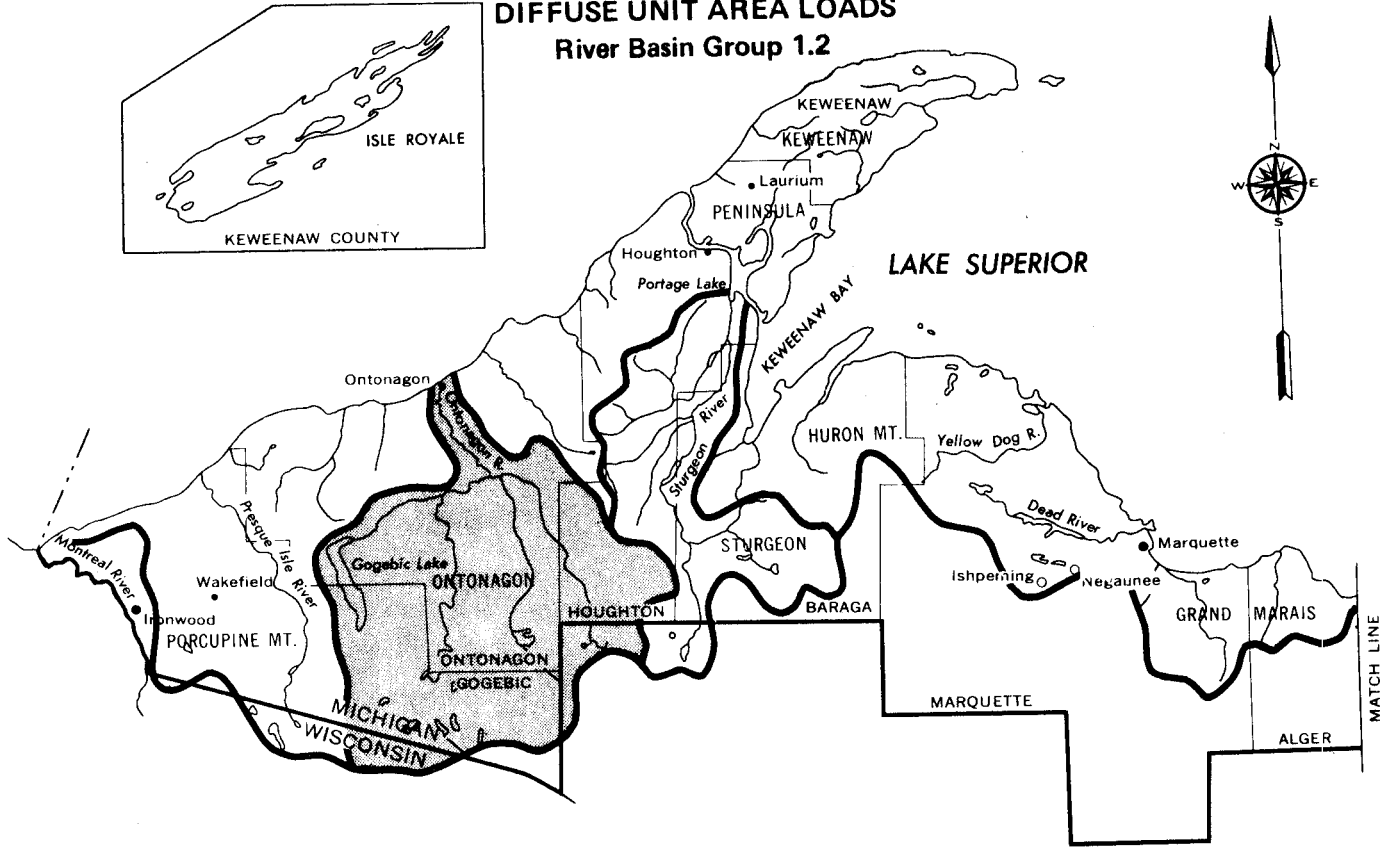 DIFFUSE UNIT AREA LOADS
River Basin Group 1.2
ISLE ROYALE
KEWEENAW COUNTY
KEWEENAW
KEWEENAW
Laurium
PENINSULA
Houghton
Portage Lake
LAKE SUPERIOR
KEWEENAW BAY
N
W
E
S
Ontonagon
Ontonagon R.
Sturgeon River
HURON MT.
Yellow Dog R.
Dead River
Marquette
Ishpeming
Negaunee
STURGEON
Montreal River
Presque Isle River
Gogebic Lake
ONTONAGON
Wakefield
Ironwood
PORCUPINE MT.
HOUGHTON
BARAGA
GRAND MARAIS
ONTONAGON
GOGEBIC
MICHIGAN
WISCONSIN
MARQUETTE
ALGER
MATCH LINE